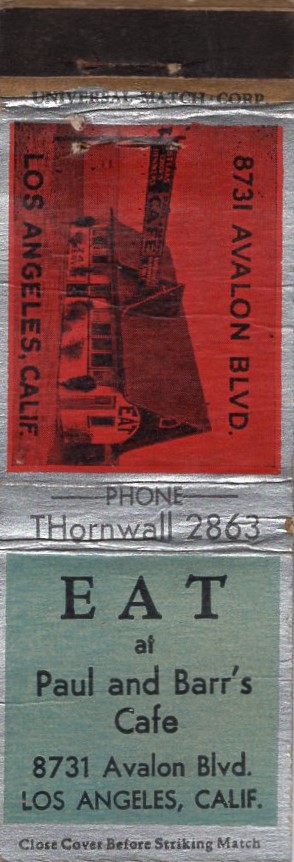 UNIVERSAL MATCH CORP.
8731 AVALON BLVD.
CAFE
EAT
LOS ANGELES, CALIF.
PHONE
THornwall 2863
EAT
at
Paul and Barr's
Cafe
8731 Avalon Blvd.
LOS ANGELES, CALIF.
Close Cover Before Striking Match